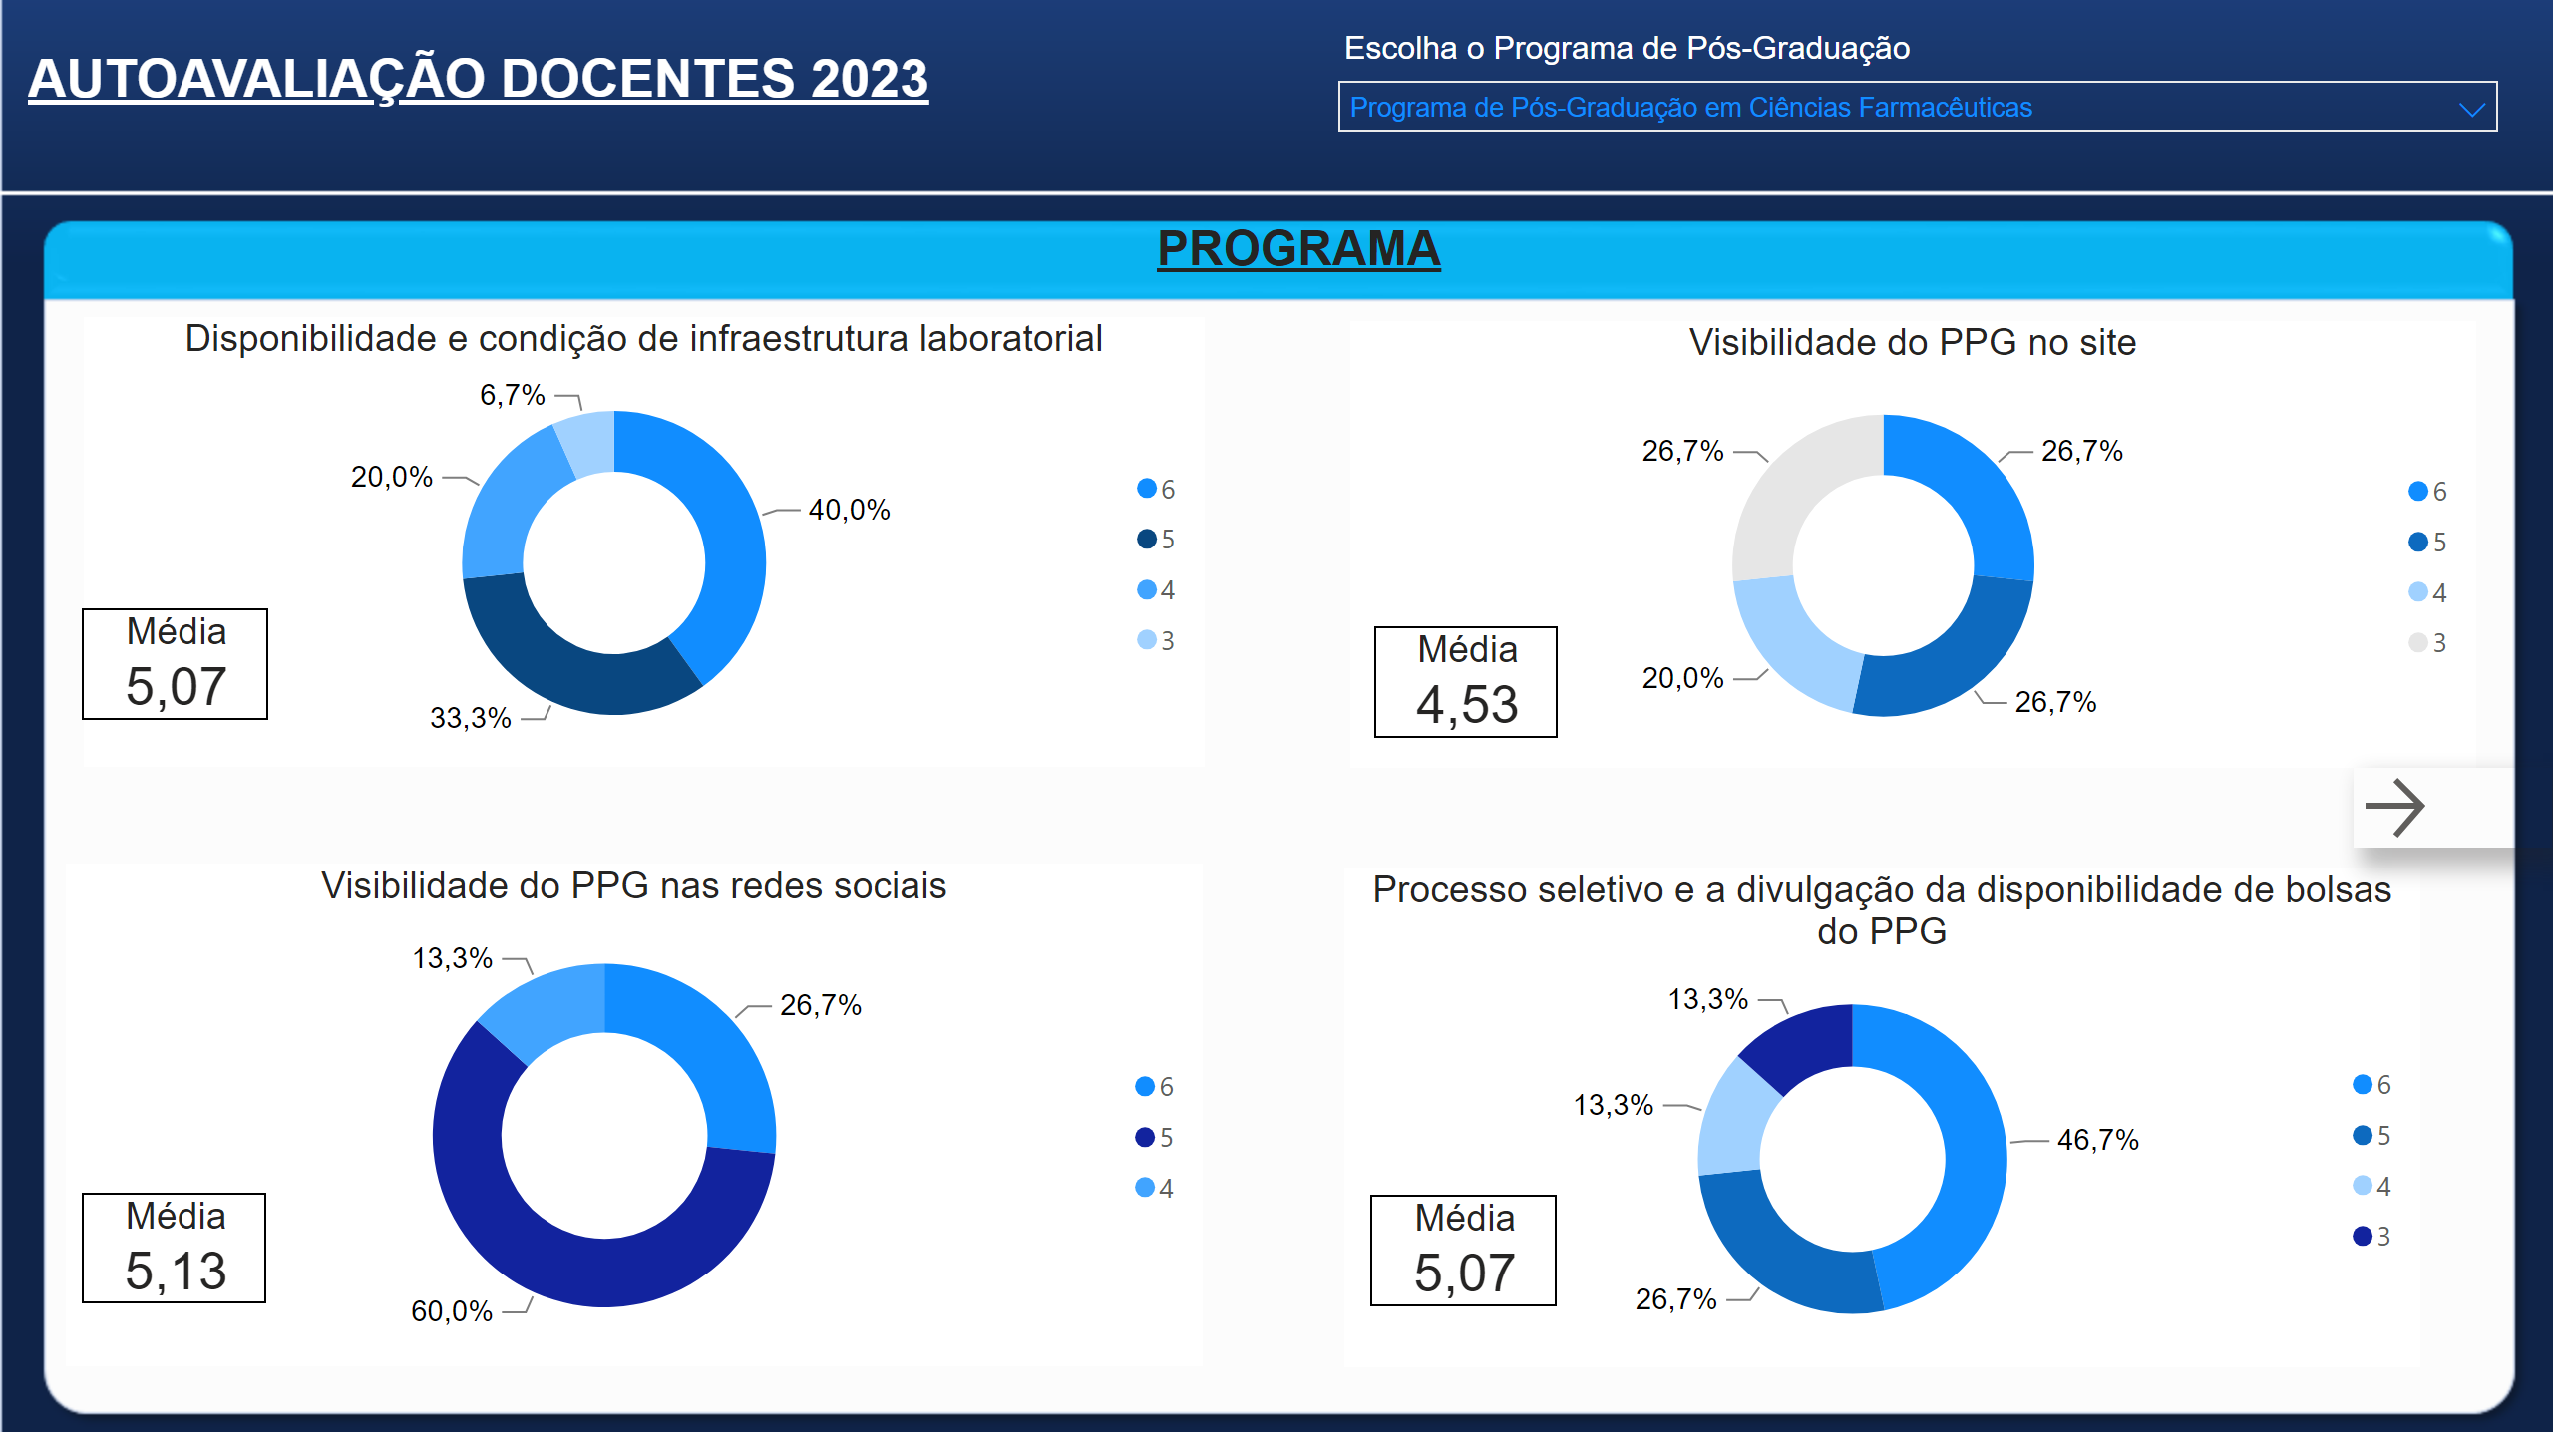 AUTOAVALIAÇÃO DOCENTES 2023
Escolha o Programa de Pós-Graduação
Programa de Pós-Graduação em Ciências Farmacêuticas
PROGRAMA
Disponibilidade e condição de infraestrutura laboratorial
6,7%
20,0%
40,0%
33,3%
6
5
4
3
Média
5,07
Visibilidade do PPG no site
26,7%
26,7%
20,0%
26,7%
6
5
4
3
Média
4,53
Visibilidade do PPG nas redes sociais
13,3%
26,7%
60,0%
6
5
4
Média
5,13
Processo seletivo e a divulgação da disponibilidade de bolsas
do PPG
13,3%
13,3%
46,7%
26,7%
6
5
4
3
Média
5,07